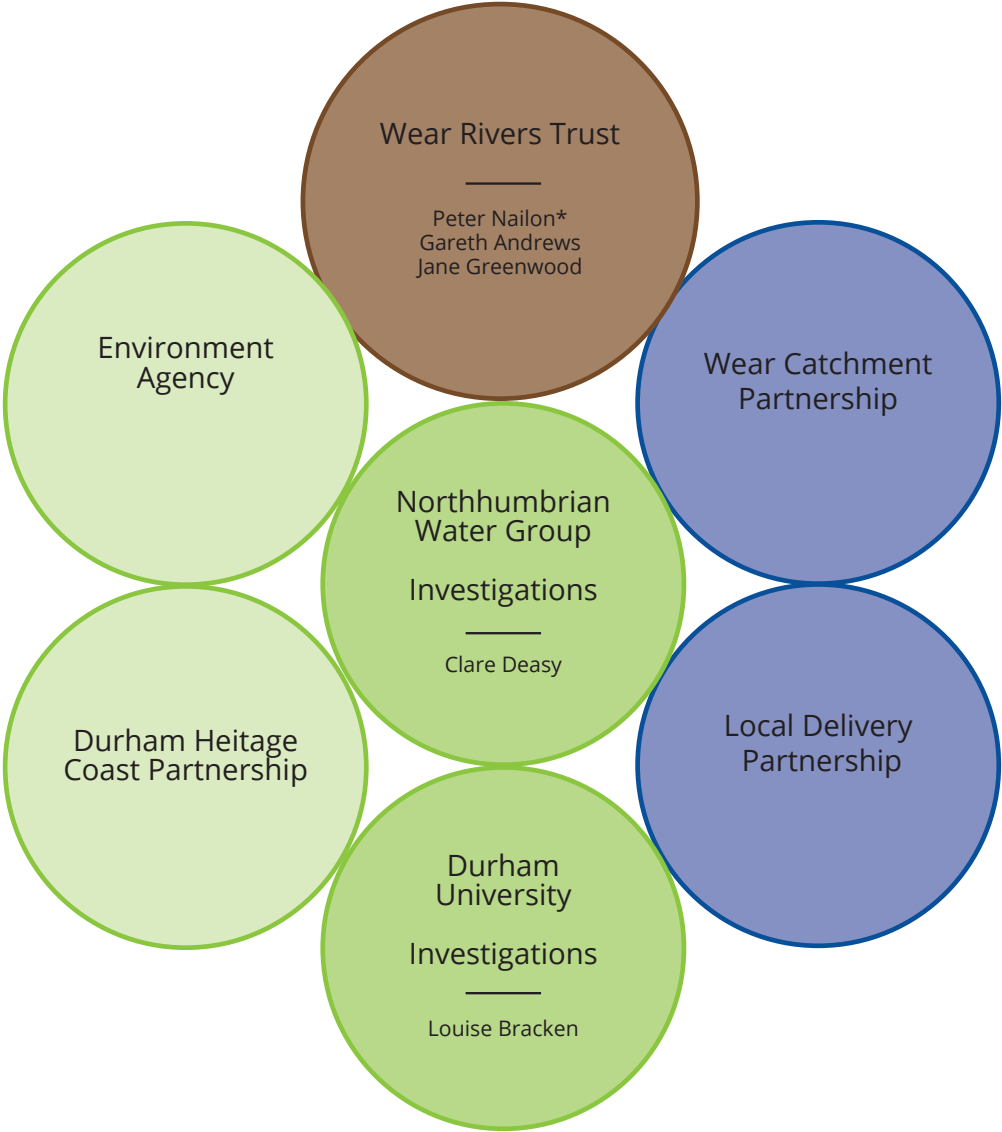 Wear Rivers Trust
Peter Nailon*
Gareth Andrews
Jane Greenwood
Environment
Agency
Wear Catchment
Partnership
Northhumbrian
Water Group
Investigations
Clare Deasy
Durham Heitage
Coast Partnership
Local Delivery
Partnership
Durham
University
Investigations
Louise Bracken